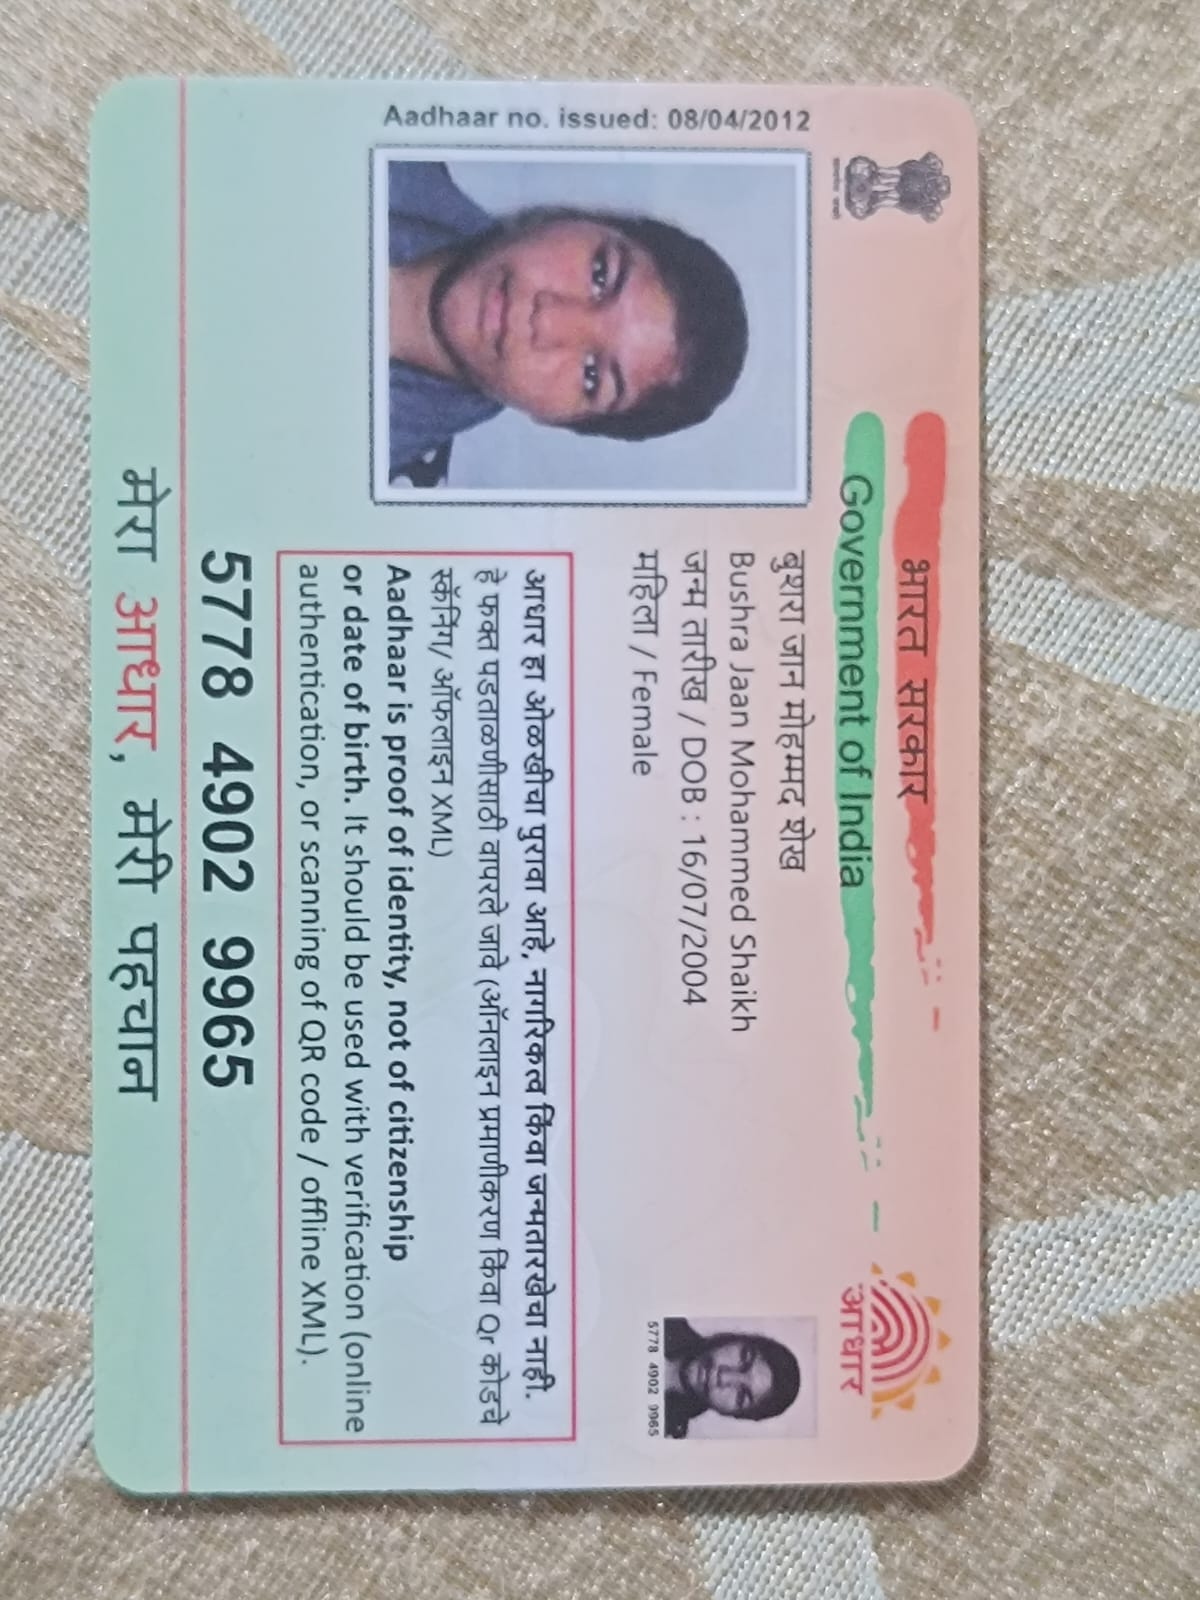 भारत सरकार
Government of India
आधार
Aadhaar no. issued: 08/04/2012
बुशरा जान मोहम्मद शेख
Bushra Jaan Mohammed Shaikh
जन्म तारीख / DOB : 16/07/2004
महिला / Female
5778 4902 9965
आधार हा ओळखीचा पुरावा आहे, नागरिकत्व किंवा जन्मतारखेचा नाही.
हे फक्त पडताळणीसाठी वापरले जावे (ऑनलाइन प्रमाणीकरण किंवा Qr कोडचे
स्कॅनिंग/ ऑफलाइन XML)
Aadhaar is proof of identity, not of citizenship
or date of birth. It should be used with verification (online
authentication, or scanning of QR code / offline XML).
5778 4902 9965
मेरा आधार, मेरी पहचान